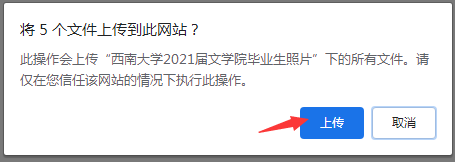 将 5 个文件上传到此网站？
此操作会上传“西南大学2021届文学院毕业生照片”下的所有文件。请
仅在您信任该网站的情况下执行此操作。
上传 取消